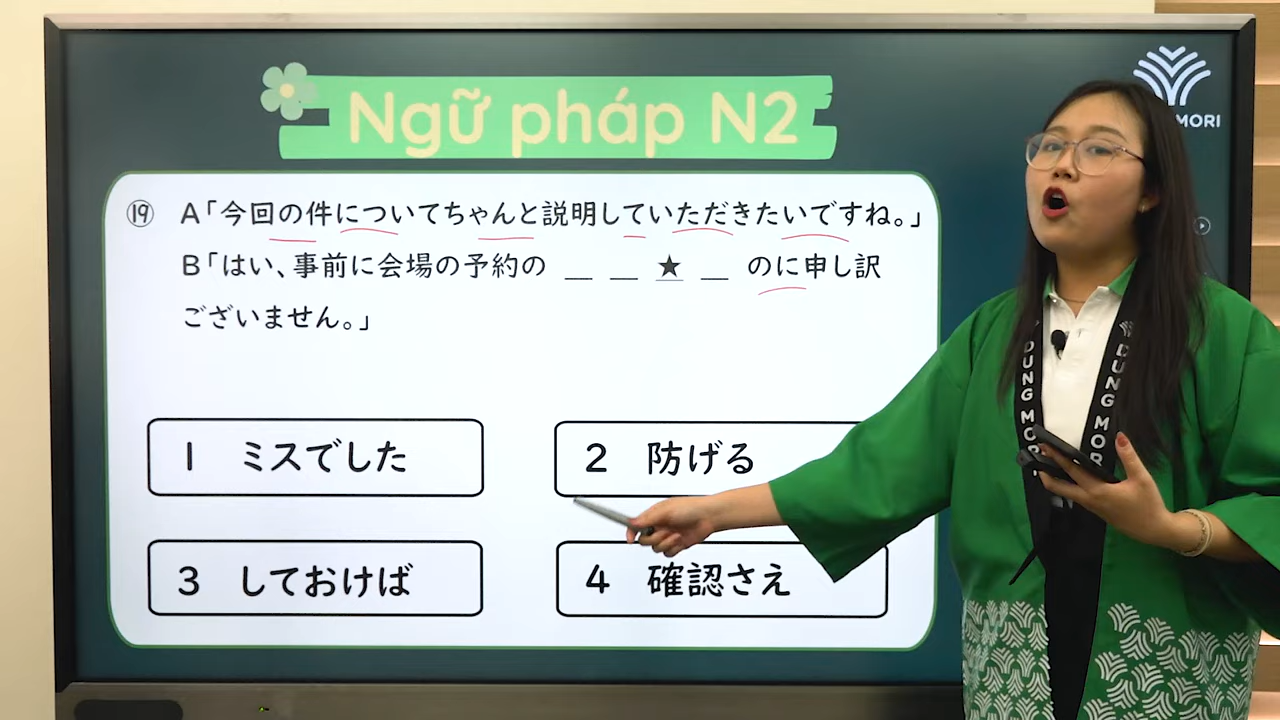 Ngữ pháp N2
MORI
⑲ A「今回の件についてちゃんと説明していただきたいですね。」
B「はい、事前に会場の予約の __ __ ★ __ のに申し訳
ございません。」
1 ミスでした
2 防げる
3 しておけば
4 確認さえ
DUNG MORI
DUNG MOR